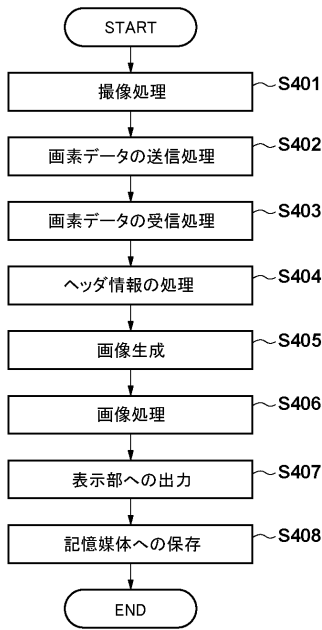 START
撮像処理
S401
画素データの送信処理
S402
画素データの受信処理
S403
ヘッダ情報の処理
S404
画像生成
S405
画像処理
S406
表示部への出力
S407
記憶媒体への保存
S408
END